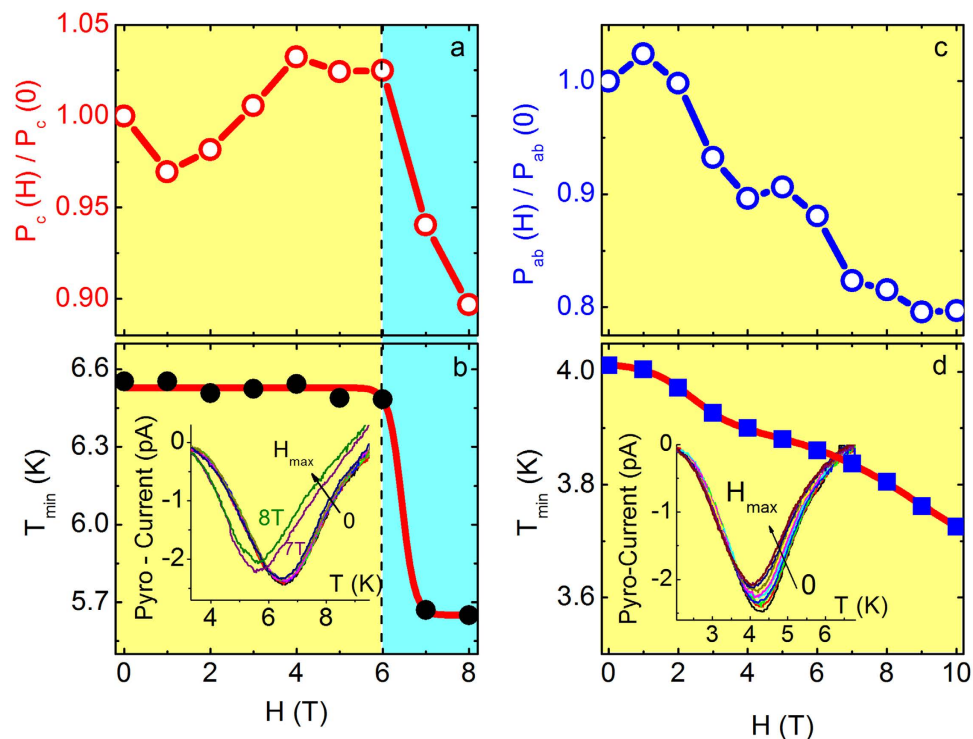 a
1.05
1.00
0.95
0.90
P_c (H) / P_c (0)
c
1.0
0.9
0.8
P_ab (H) / P_ab (0)
b
6.6
6.3
6.0
5.7
T_min (K)
0
-1
-2
Pyro - Current (pA)
H_max
0
8T
7T
T (K)
4 6 8
0 2 4 6 8
H (T)
d
4.0
3.8
3.6
T_min (K)
0
-1
-2
Pyro-Current (pA)
H_max
0
T (K)
3 4 5 6
0 2 4 6 8 10
H (T)